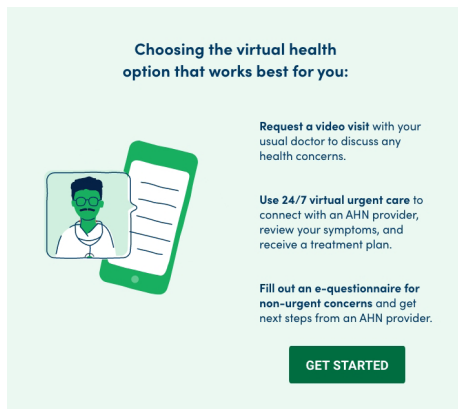 Choosing the virtual health
option that works best for you:
Request a video visit with your
usual doctor to discuss any
health concerns.
Use 24/7 virtual urgent care to
connect with an AHN provider,
review your symptoms, and
receive a treatment plan.
Fill out an e-questionnaire for
non-urgent concerns and get
next steps from an AHN provider.
GET STARTED